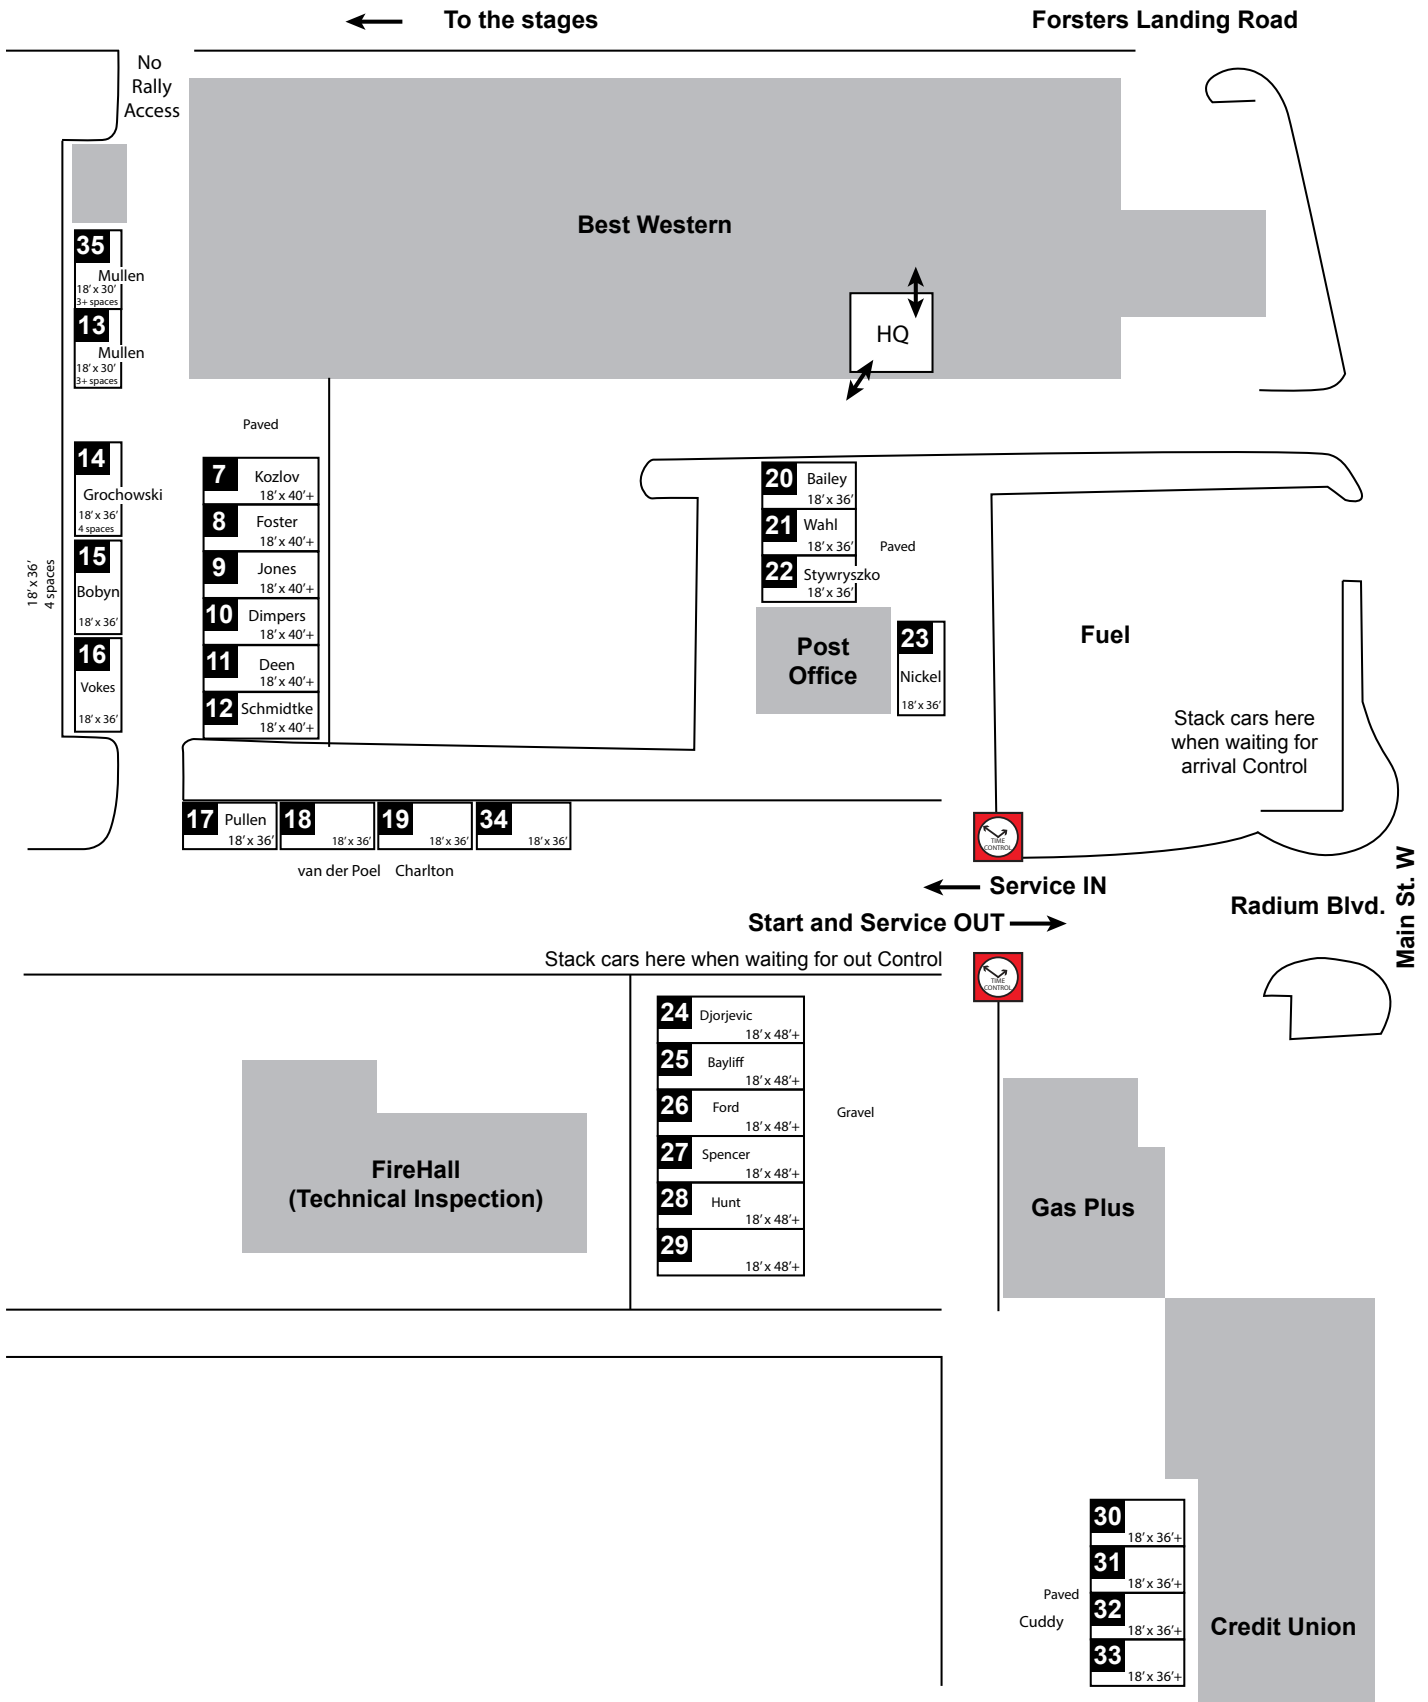 To the stages
Forsters Landing Road
No
Rally
Access
Best Western
HQ
35
Mullen
18' x 30'
3+ spaces
13
Mullen
18' x 30'
3+ spaces
14
Grochowski
18' x 36'
4 spaces
15
Bobyn
18' x 36'
16
Vokes
18' x 36'
18' x 36'
4 spaces
Paved
7 Kozlov
18' x 40'+
8 Foster
18' x 40'+
9 Jones
18' x 40'+
10 Dimpers
18' x 40'+
11 Deen
18' x 40'+
12 Schmidtke
18' x 40'+
20 Bailey
18' x 36'
21 Wahl
18' x 36'
22 Stywryszko
18' x 36'
Paved
Post
Office
23
Nickel
18' x 36'
Fuel
Stack cars here
when waiting for
arrival Control
17 Pullen
18' x 36'
18
18' x 36'
19
18' x 36'
34
18' x 36'
van der Poel Charlton
TIME
CONTROL
Service IN
Start and Service OUT
Radium Blvd.
Main St. W
Stack cars here when waiting for out Control
TIME
CONTROL
24 Djorjevic
18' x 48'+
25 Bayliff
18' x 48'+
26 Ford
18' x 48'+
27 Spencer
18' x 48'+
28 Hunt
18' x 48'+
29
18' x 48'+
Gravel
FireHall
(Technical Inspection)
Gas Plus
30
18' x 36'+
31
18' x 36'+
32
18' x 36'+
33
18' x 36'+
Paved
Cuddy
Credit Union